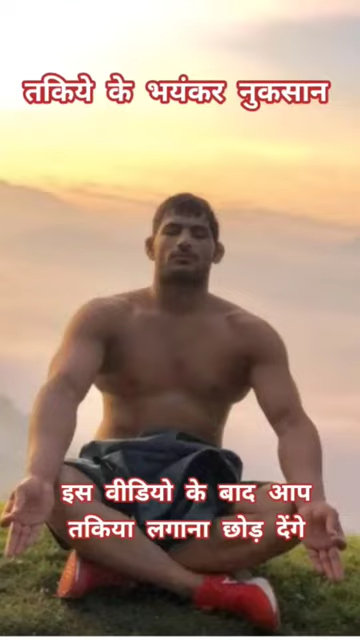 तकिये के भयंकर नुकसान
इस वीडियो के बाद आप
तकिया लगाना छोड़ देंगे